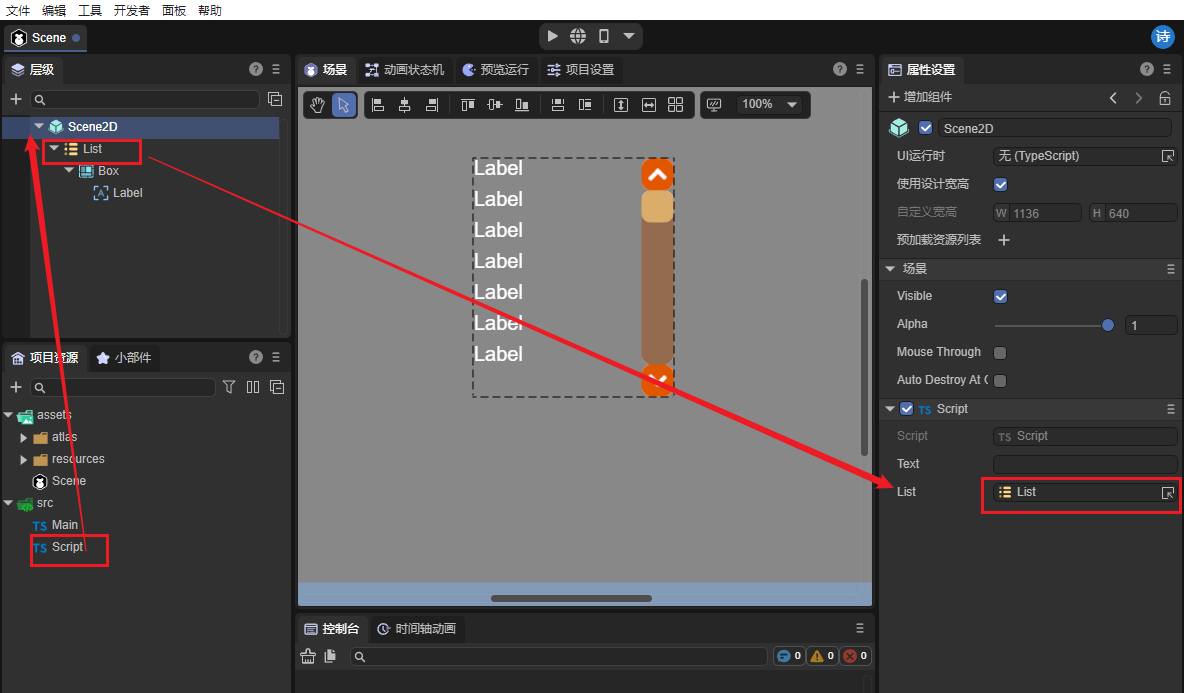 文件 编辑 工具 开发者 面板 帮助
Scene
诗
层级
Scene2D
List
Box
Label
项目资源 小部件
assets
atlas
resources
Scene
src
TS Main
TS Script
场景 动画状态机 预览运行 项目设置
100%
Label
Label
Label
Label
Label
Label
Label
控制台 时间轴动画
0 0 0
属性设置
增加组件
Scene2D
UI运行时 无 (TypeScript)
使用设计宽高
自定义宽高 W 1136 H 640
预加载资源列表
场景
Visible
Alpha 1
Mouse Through
Auto Destroy At C
TS Script
Script TS Script
Text
List List